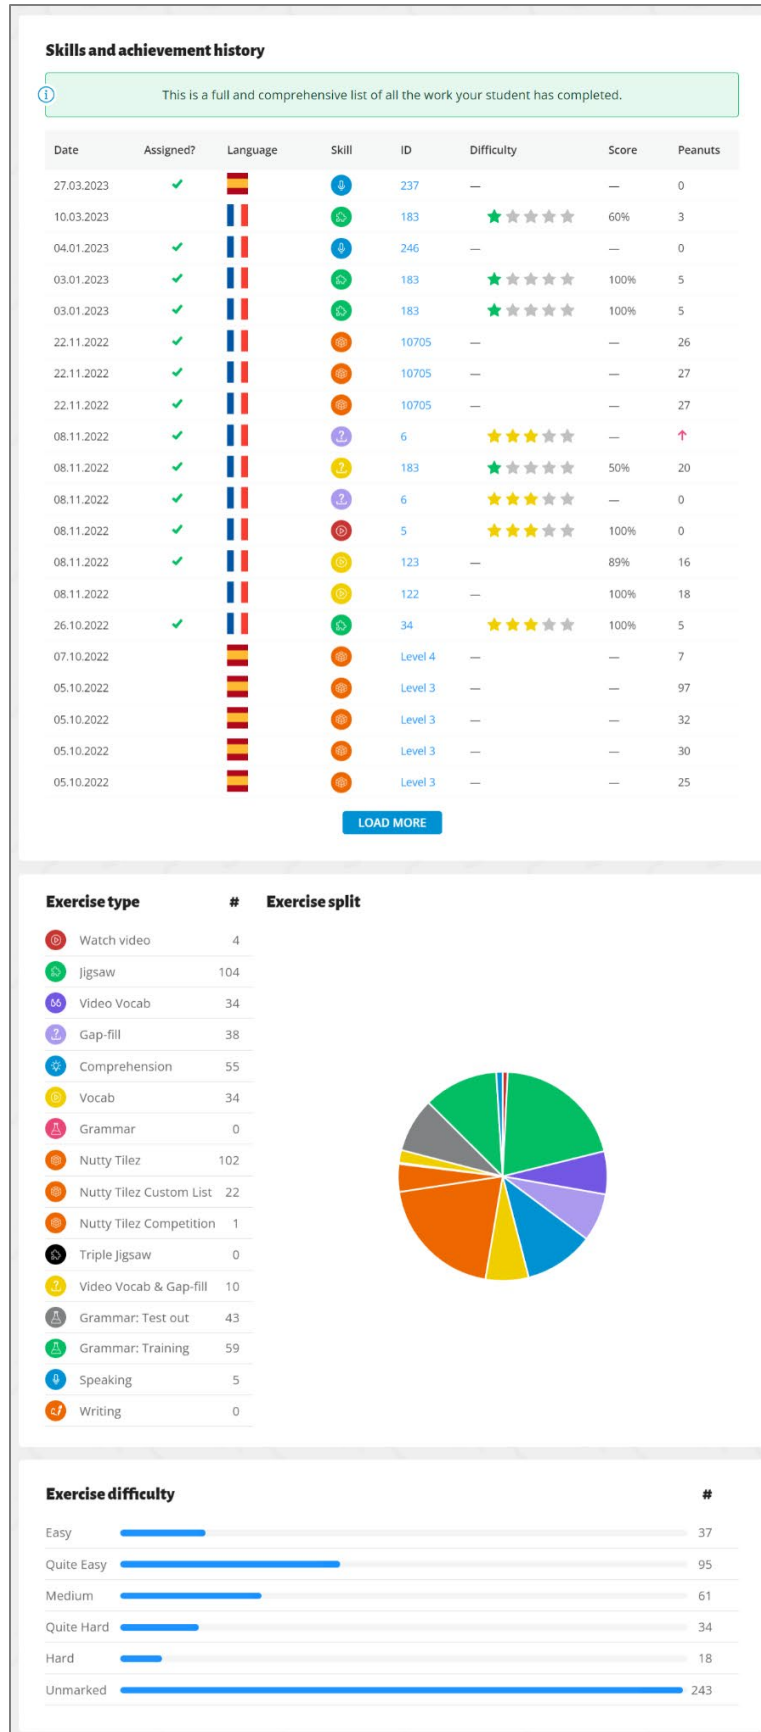 Skills and achievement history
This is a full and comprehensive list of all the work your student has completed.
Date Assigned? Language Skill ID Difficulty Score Peanuts
27.03.2023 237 — — 0
10.03.2023 183 60% 3
04.01.2023 246 — — 0
03.01.2023 183 100% 5
03.01.2023 183 100% 5
22.11.2022 10705 — — 26
22.11.2022 10705 — — 27
22.11.2022 10705 — — 27
08.11.2022 6 —
08.11.2022 183 50% 20
08.11.2022 6 — 0
08.11.2022 5 100% 0
08.11.2022 123 — 89% 16
08.11.2022 122 — 100% 18
26.10.2022 34 100% 5
07.10.2022 Level 4 — — 7
05.10.2022 Level 3 — — 97
05.10.2022 Level 3 — — 32
05.10.2022 Level 3 — — 30
05.10.2022 Level 3 — — 25
LOAD MORE
Exercise type # Exercise split
Watch video 4
Jigsaw 104
Video Vocab 34
Gap-fill 38
Comprehension 55
Vocab 34
Grammar 0
Nutty Tilez 102
Nutty Tilez Custom List 22
Nutty Tilez Competition 1
Triple Jigsaw 0
Video Vocab & Gap-fill 10
Grammar: Test out 43
Grammar: Training 59
Speaking 5
Writing 0
Exercise difficulty #
Easy 37
Quite Easy 95
Medium 61
Quite Hard 34
Hard 18
Unmarked 243